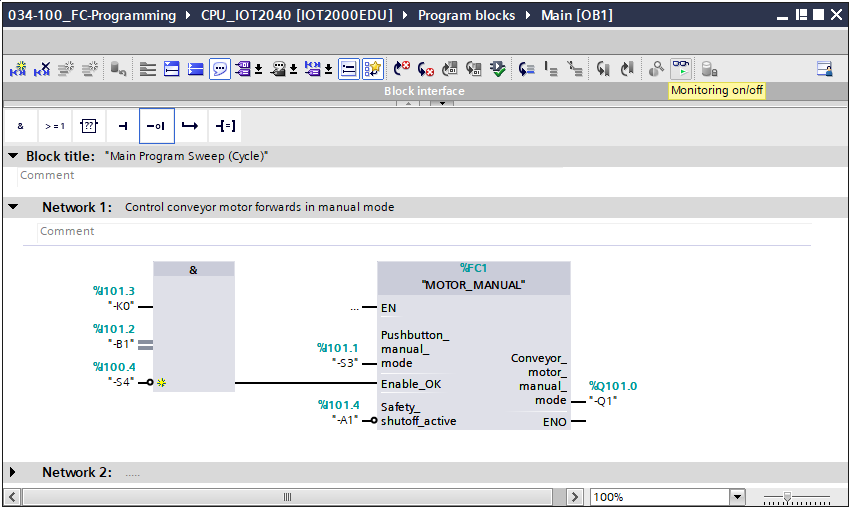 034-100_FC-Programming ▸ CPU_IOT2040 [IOT2000EDU] ▸ Program blocks ▸ Main [OB1]
Monitoring on/off
Block interface
& >=1 ??
Block title: "Main Program Sweep (Cycle)"
Comment
Network 1: Control conveyor motor forwards in manual mode
Comment
&
%I101.3
"-K0"
%I101.2
"-B1"
%I100.4
"-S4"
%FC1
"MOTOR_MANUAL"
... EN
Pushbutton_
manual_
mode
%I101.1
"-S3"
Enable_OK
%I101.4
"-A1"
Safety_
shutoff_active
Conveyor_
motor_
manual_
mode
%Q101.0
"-Q1"
ENO
Network 2: .....
100%